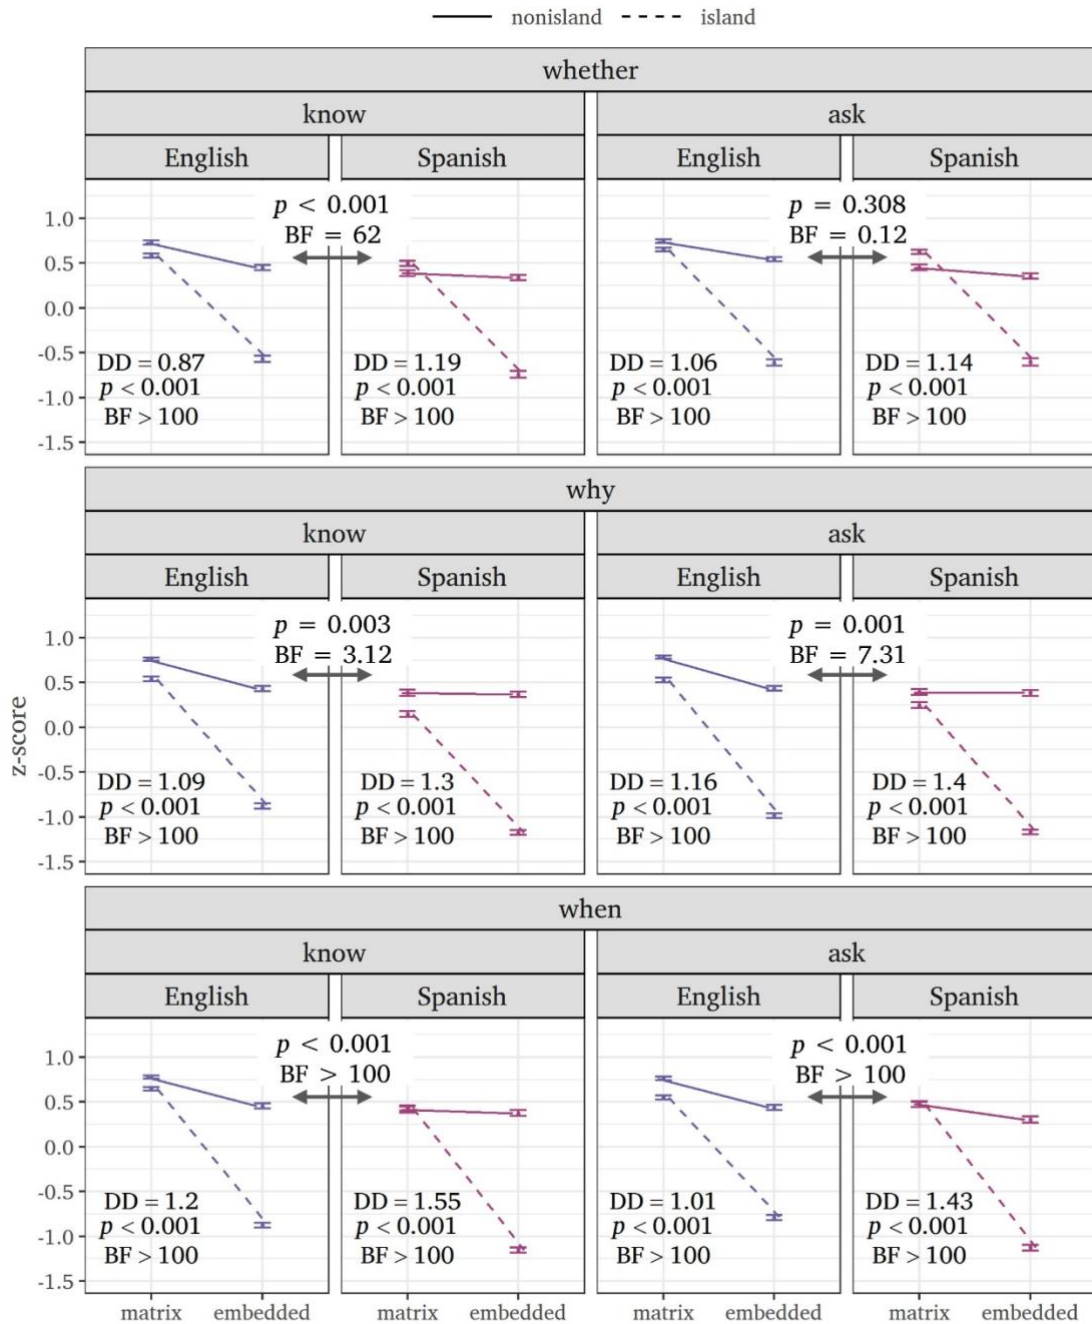 nonisland island
whether
know ask
English Spanish English Spanish
p < 0.001 p = 0.308
BF = 62 BF = 0.12
1.0
0.5
0.0
-0.5
-1.0
-1.5
DD = 0.87 DD = 1.19 DD = 1.06 DD = 1.14
p < 0.001 p < 0.001 p < 0.001 p < 0.001
BF > 100 BF > 100 BF > 100 BF > 100
why
know ask
English Spanish English Spanish
p = 0.003 p = 0.001
BF = 3.12 BF = 7.31
1.0
0.5
0.0
-0.5
-1.0
-1.5
z-score
DD = 1.09 DD = 1.3 DD = 1.16 DD = 1.4
p < 0.001 p < 0.001 p < 0.001 p < 0.001
BF > 100 BF > 100 BF > 100 BF > 100
when
know ask
English Spanish English Spanish
p < 0.001 p < 0.001
BF > 100 BF > 100
1.0
0.5
0.0
-0.5
-1.0
-1.5
DD = 1.2 DD = 1.55 DD = 1.01 DD = 1.43
p < 0.001 p < 0.001 p < 0.001 p < 0.001
BF > 100 BF > 100 BF > 100 BF > 100
matrix embedded matrix embedded matrix embedded matrix embedded